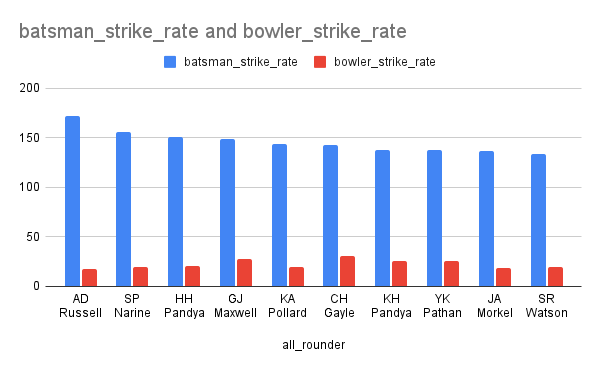 batsman_strike_rate and bowler_strike_rate
batsman_strike_rate bowler_strike_rate
200
150
100
50
0
AD SP HH GJ KA CH KH YK JA SR
Russell Narine Pandya Maxwell Pollard Gayle Pandya Pathan Morkel Watson
all_rounder